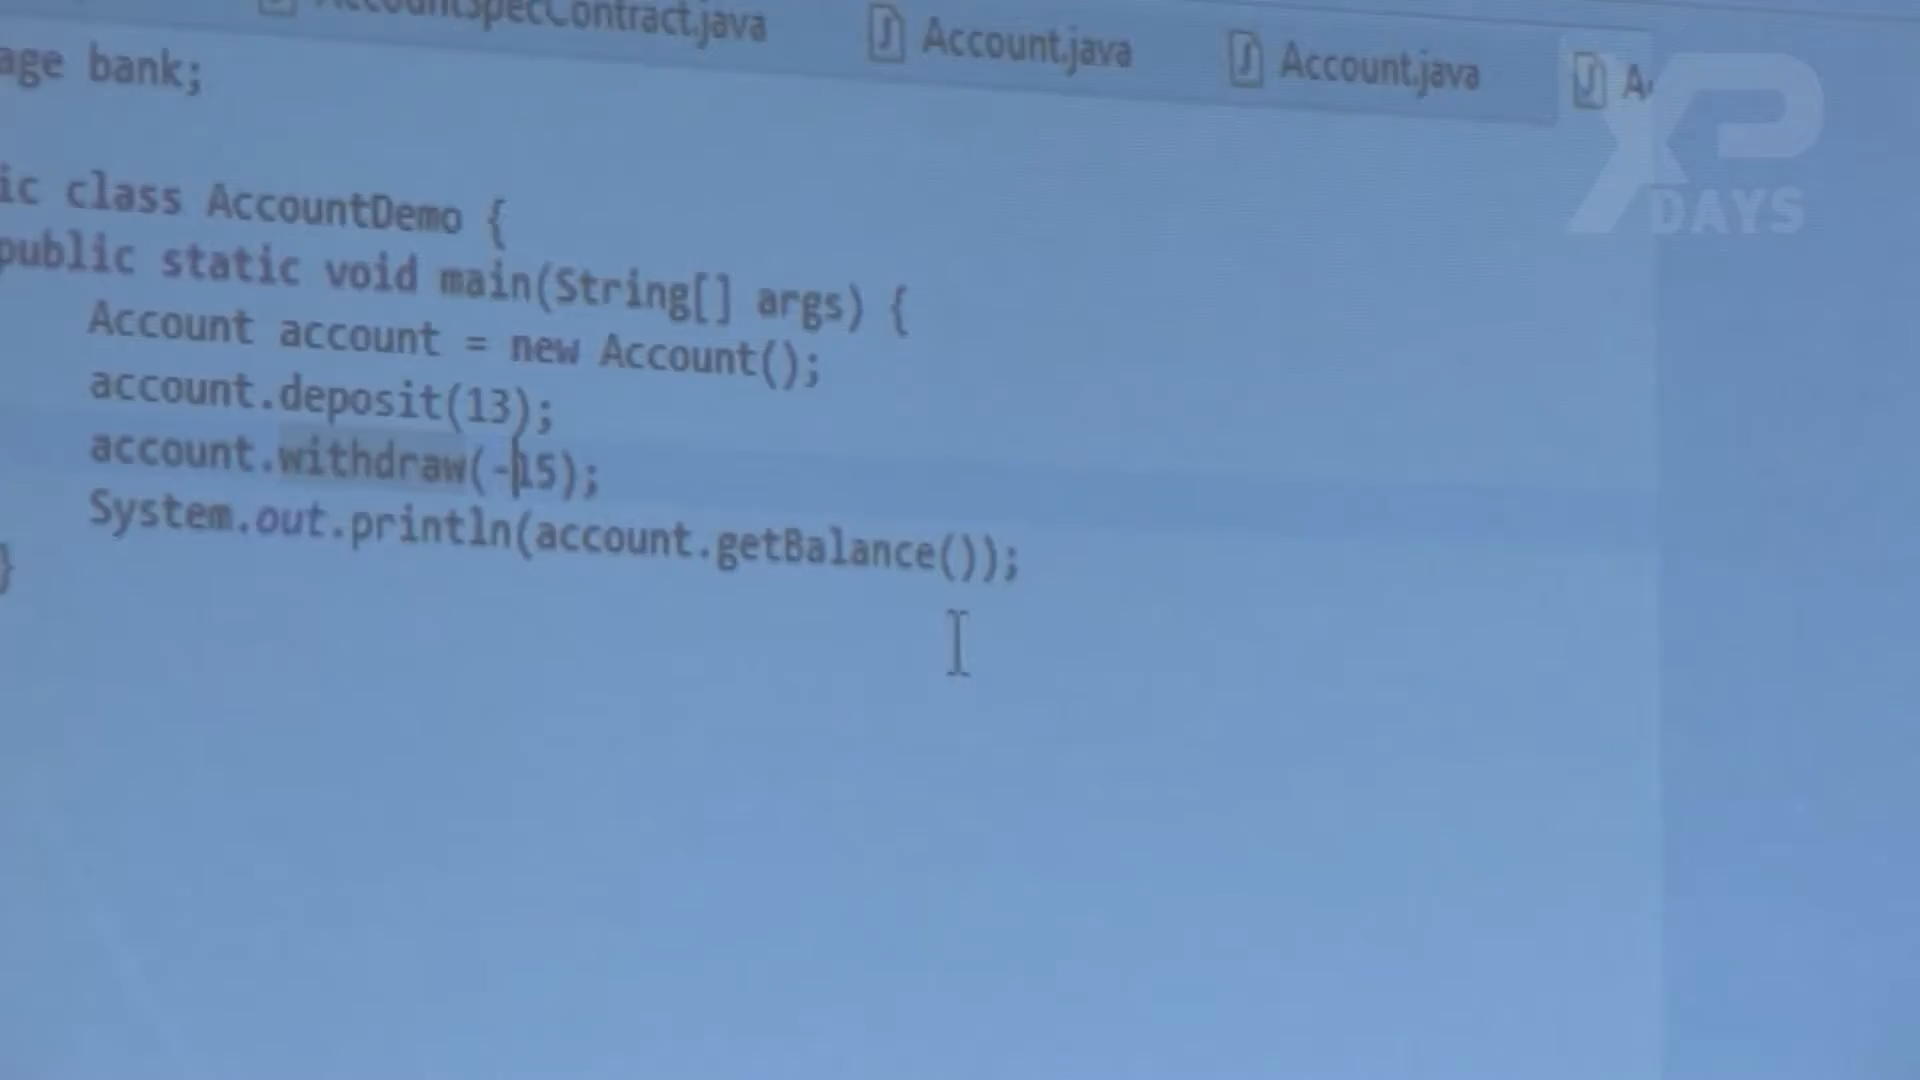 AccountSpecContract.java Account.java Account.java A
age bank;
XP
DAYS
ic class AccountDemo {
public static void main(String[] args) {
Account account = new Account();
account.deposit(13);
account.withdraw(-15);
System.out.println(account.getBalance());
}